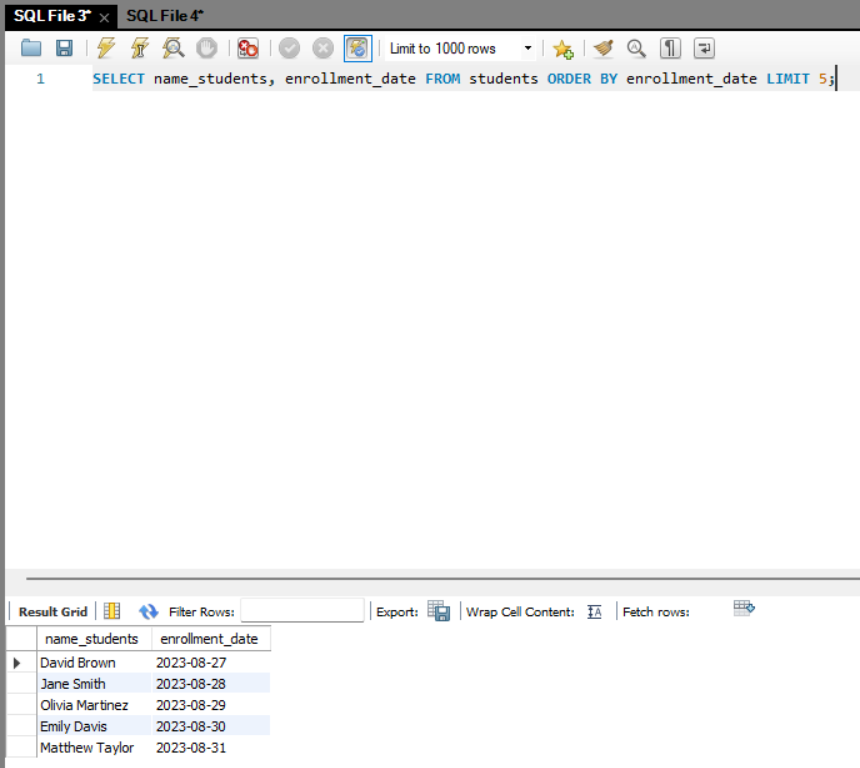 SQL File 3* SQL File 4*
Limit to 1000 rows
1 SELECT name_students, enrollment_date FROM students ORDER BY enrollment_date LIMIT 5;
Result Grid Filter Rows: Export: Wrap Cell Content: IA Fetch rows:
name_students enrollment_date
David Brown 2023-08-27
Jane Smith 2023-08-28
Olivia Martinez 2023-08-29
Emily Davis 2023-08-30
Matthew Taylor 2023-08-31